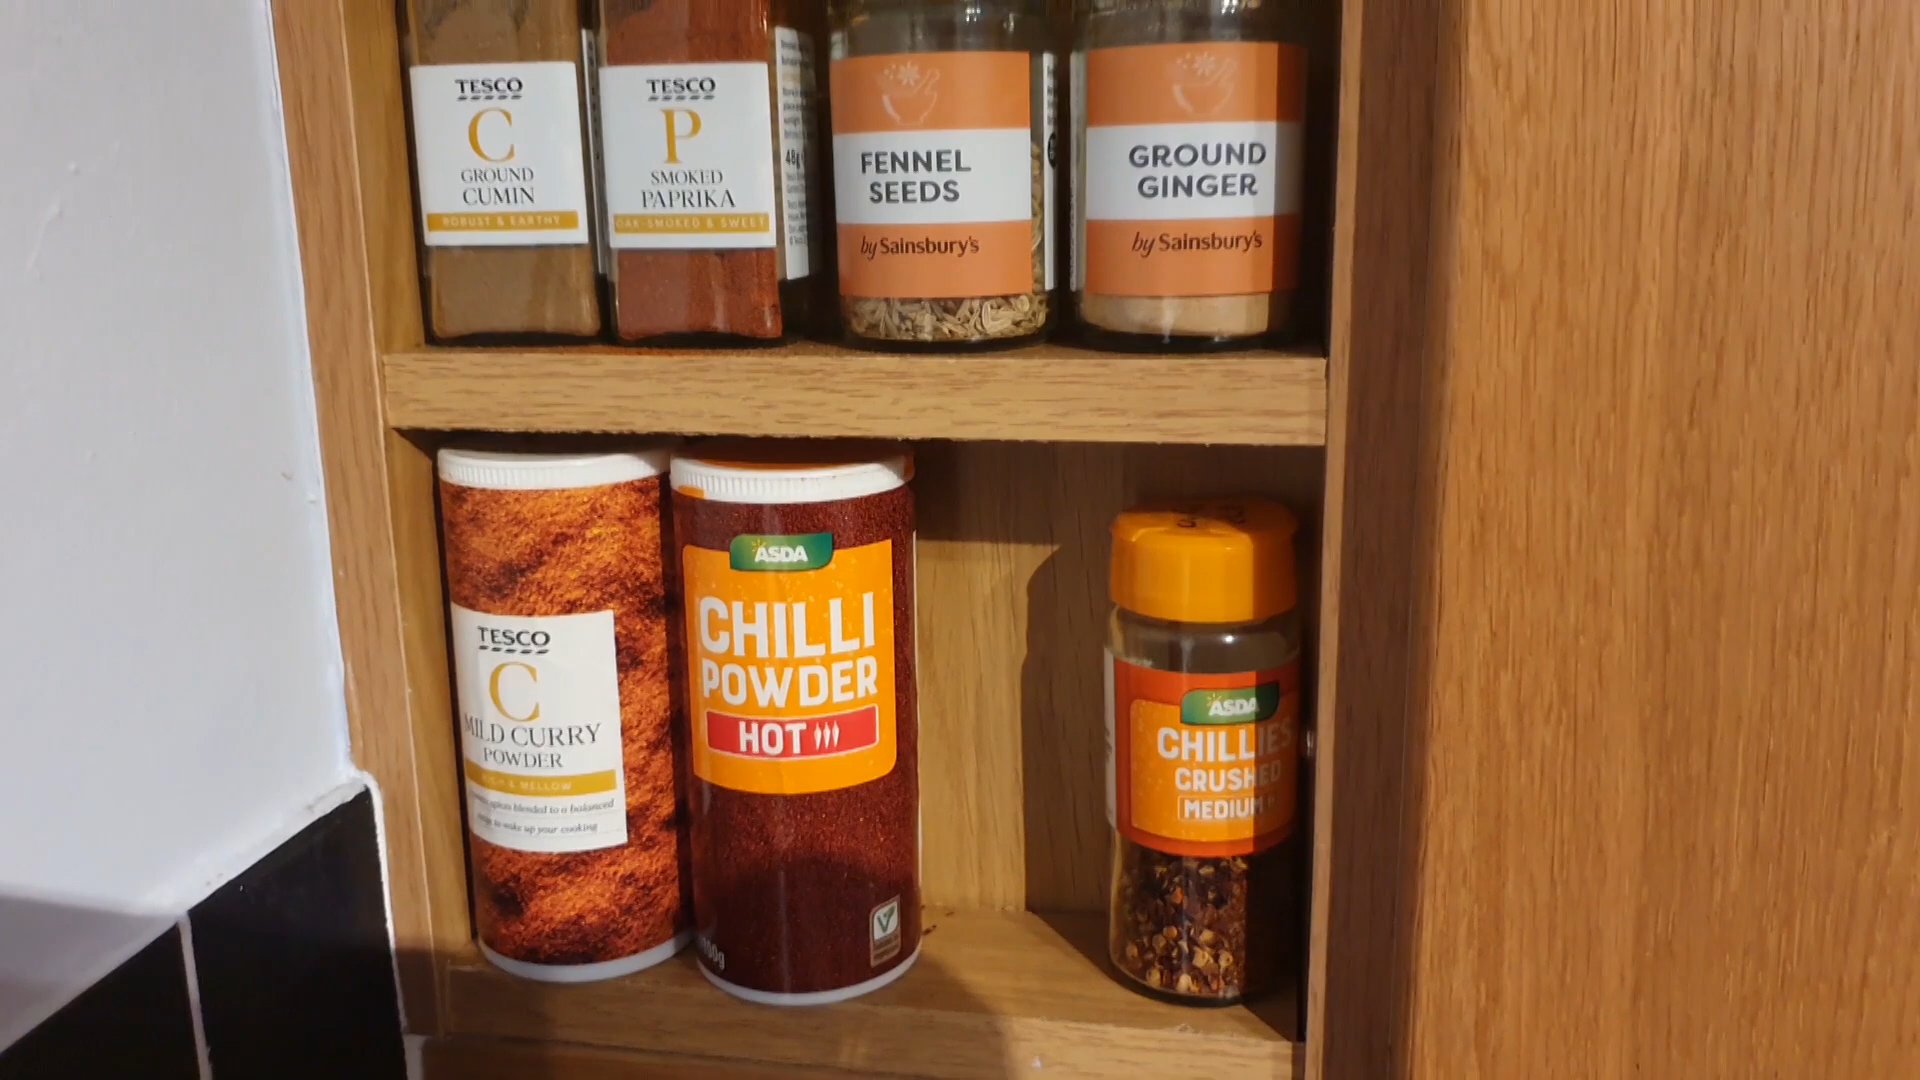 TESCO
C
GROUND
CUMIN
ROBUST & EARTHY
TESCO
P
SMOKED
PAPRIKA
OAK-SMOKED & SWEET
48g
FENNEL
SEEDS
by Sainsbury's
GROUND
GINGER
by Sainsbury's
TESCO
C
MILD CURRY
POWDER
RICH & MELLOW
spices blended to a balanced
to wake up your cooking
ASDA
CHILLI
POWDER
HOT
100g
ASDA
CHILLIES
CRUSHED
MEDIUM